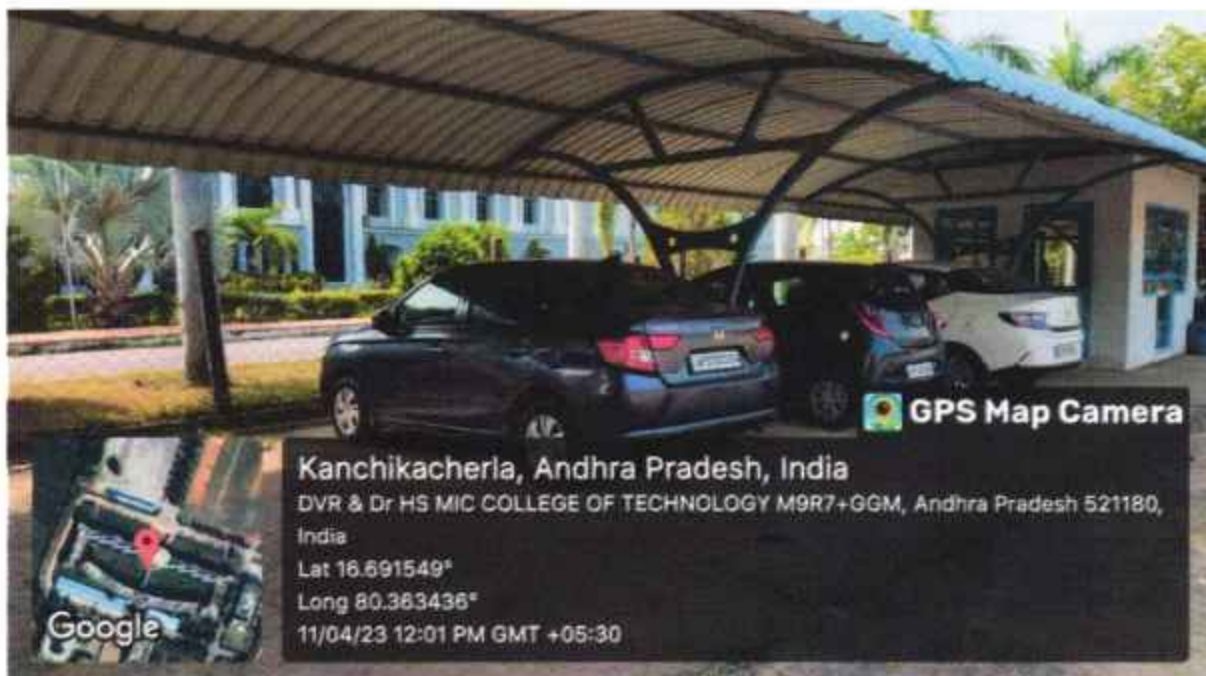 GPS Map Camera
Kanchikacherla, Andhra Pradesh, India
DVR & Dr HS MIC COLLEGE OF TECHNOLOGY M9R7+GGM, Andhra Pradesh 521180,
India
Lat 16.691549°
Long 80.363436°
11/04/23 12:01 PM GMT +05:30
Google